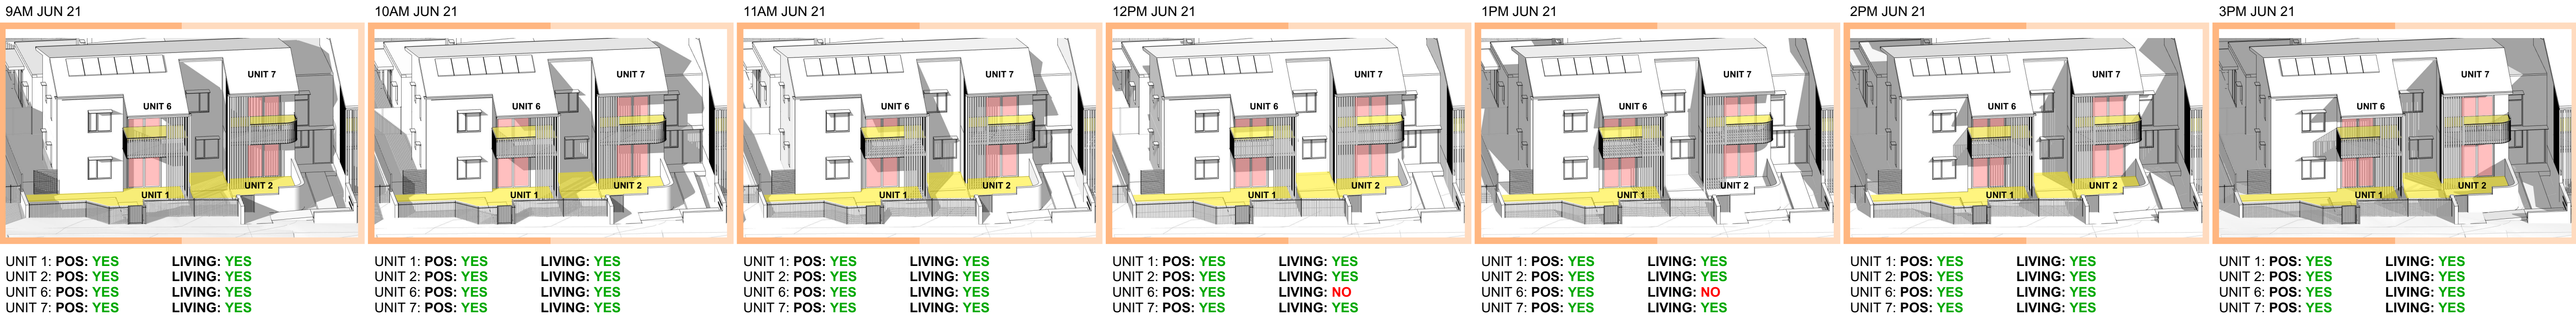 9AM JUN 21
UNIT 7
UNIT 6
UNIT 2
UNIT 1
UNIT 1: POS: YES LIVING: YES
UNIT 2: POS: YES LIVING: YES
UNIT 6: POS: YES LIVING: YES
UNIT 7: POS: YES LIVING: YES
10AM JUN 21
UNIT 7
UNIT 6
UNIT 2
UNIT 1
UNIT 1: POS: YES LIVING: YES
UNIT 2: POS: YES LIVING: YES
UNIT 6: POS: YES LIVING: YES
UNIT 7: POS: YES LIVING: YES
11AM JUN 21
UNIT 7
UNIT 6
UNIT 2
UNIT 1
UNIT 1: POS: YES LIVING: YES
UNIT 2: POS: YES LIVING: YES
UNIT 6: POS: YES LIVING: YES
UNIT 7: POS: YES LIVING: YES
12PM JUN 21
UNIT 7
UNIT 6
UNIT 2
UNIT 1
UNIT 1: POS: YES LIVING: YES
UNIT 2: POS: YES LIVING: YES
UNIT 6: POS: YES LIVING: NO
UNIT 7: POS: YES LIVING: YES
1PM JUN 21
UNIT 7
UNIT 6
UNIT 2
UNIT 1
UNIT 1: POS: YES LIVING: YES
UNIT 2: POS: YES LIVING: YES
UNIT 6: POS: YES LIVING: NO
UNIT 7: POS: YES LIVING: YES
2PM JUN 21
UNIT 7
UNIT 6
UNIT 2
UNIT 1
UNIT 1: POS: YES LIVING: YES
UNIT 2: POS: YES LIVING: YES
UNIT 6: POS: YES LIVING: YES
UNIT 7: POS: YES LIVING: YES
3PM JUN 21
UNIT 7
UNIT 6
UNIT 2
UNIT 1
UNIT 1: POS: YES LIVING: YES
UNIT 2: POS: YES LIVING: YES
UNIT 6: POS: YES LIVING: YES
UNIT 7: POS: YES LIVING: YES